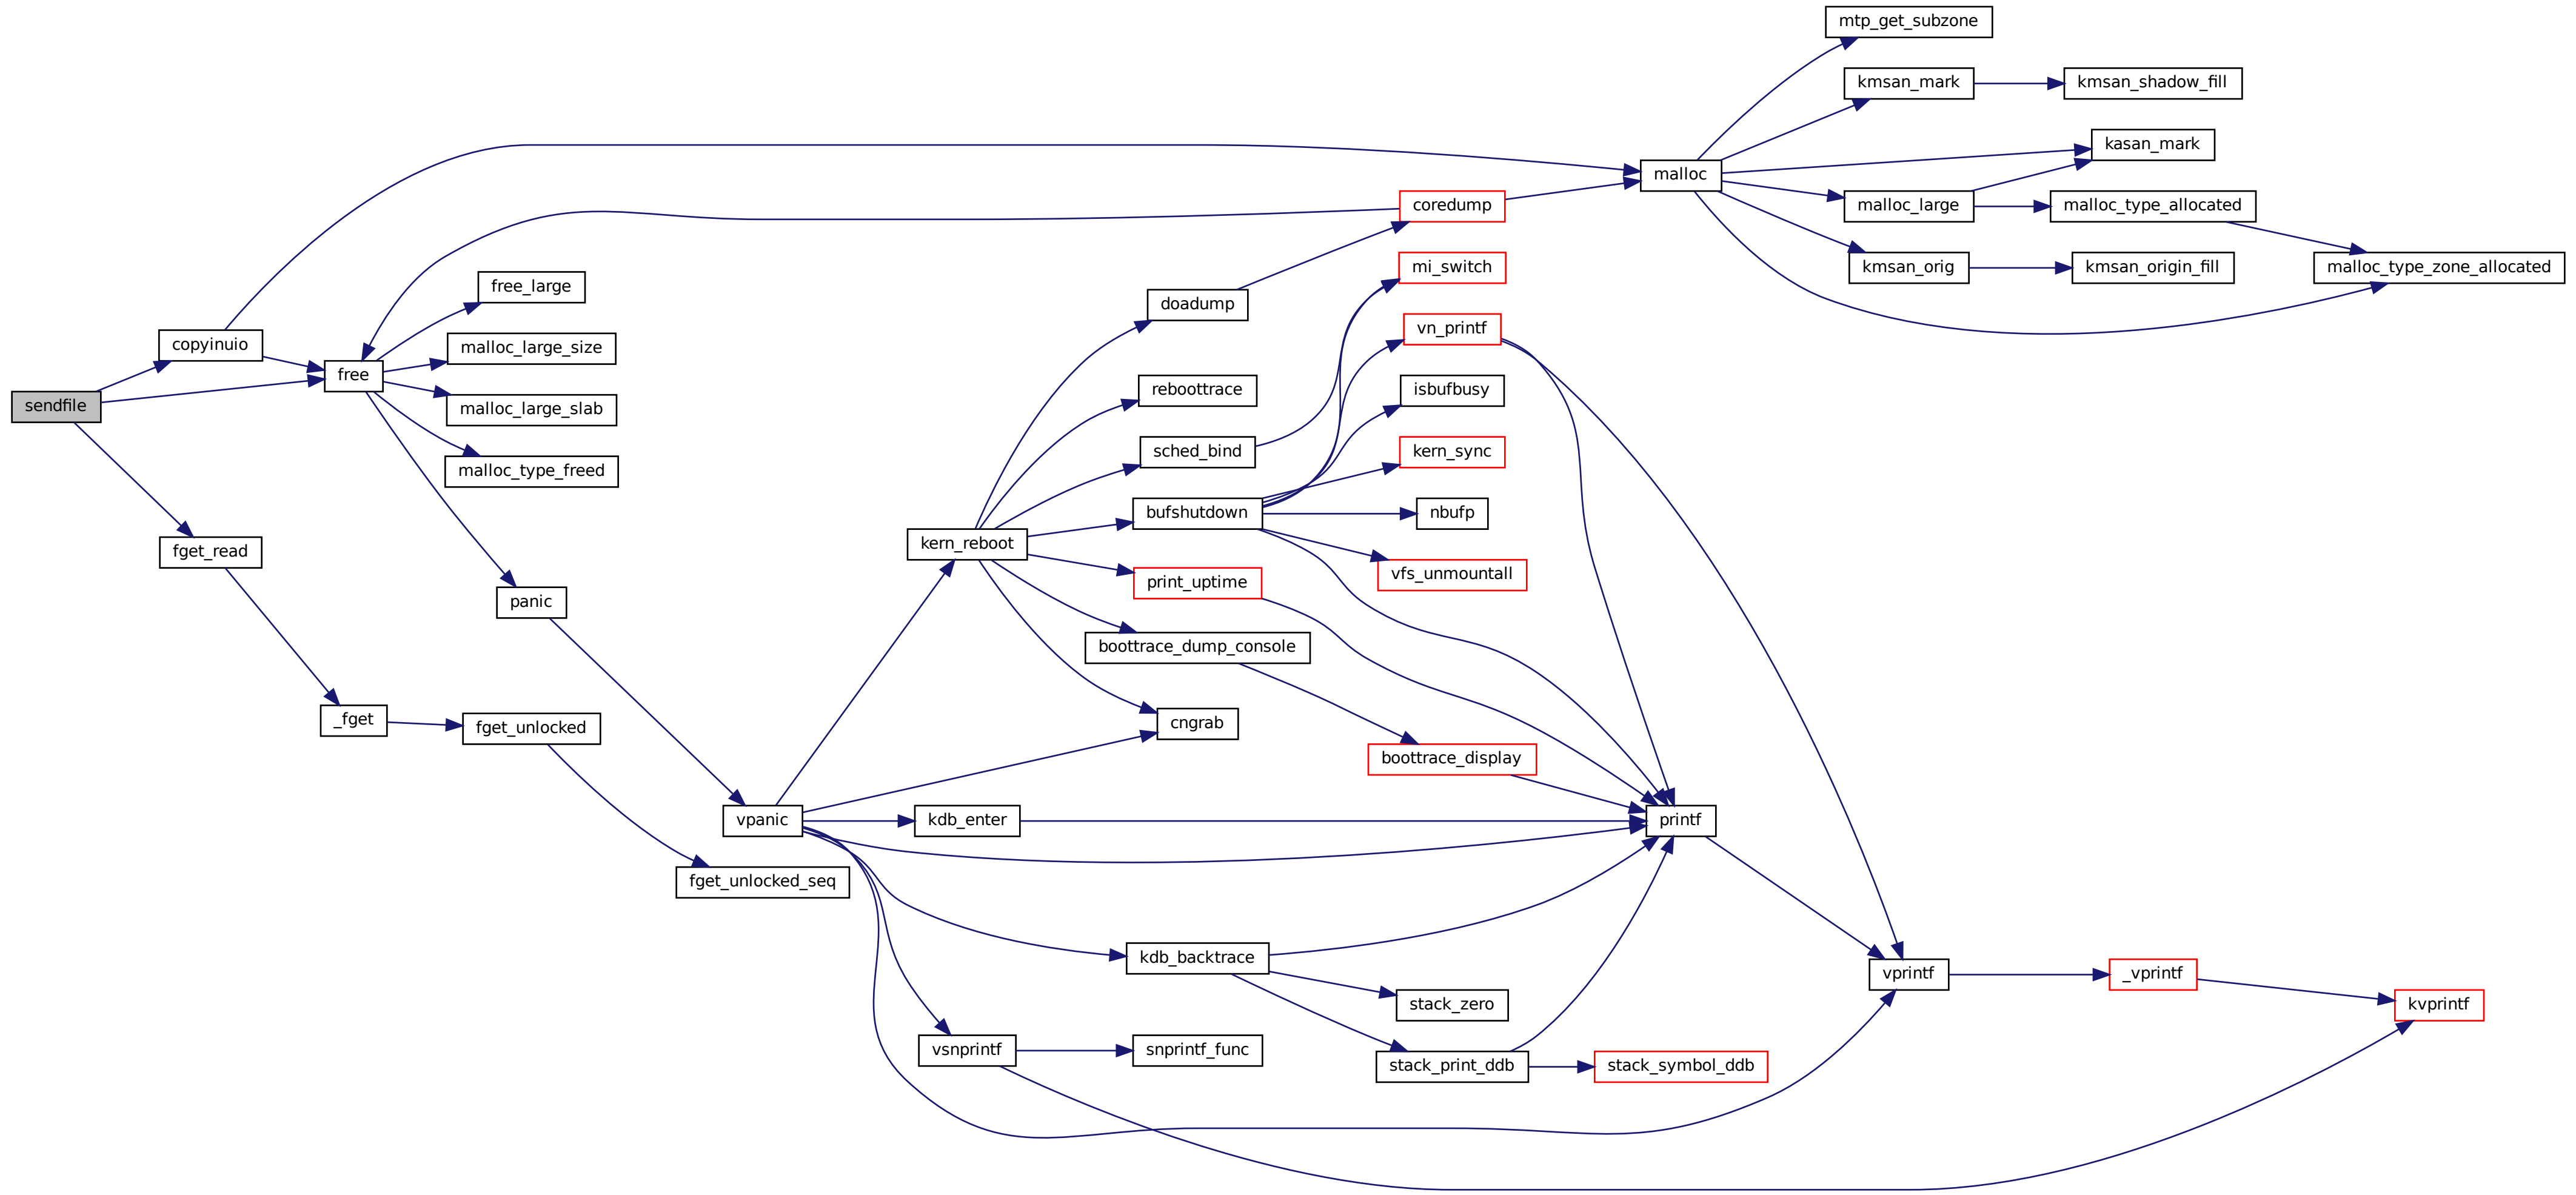 mtp_get_subzone
kmsan_mark
kmsan_shadow_fill
kasan_mark
malloc
coredump
malloc_large
malloc_type_allocated
mi_switch
kmsan_orig
kmsan_origin_fill
malloc_type_zone_allocated
free_large
doadump
vn_printf
copyinuio
malloc_large_size
free
reboottrace
isbufbusy
sendfile
malloc_large_slab
sched_bind
kern_sync
malloc_type_freed
bufshutdown
nbufp
fget_read
kern_reboot
print_uptime
vfs_unmountall
panic
boottrace_dump_console
_fget
fget_unlocked
cngrab
boottrace_display
vpanic
kdb_enter
printf
fget_unlocked_seq
kdb_backtrace
vprintf
_vprintf
stack_zero
kvprintf
vsnprintf
snprintf_func
stack_print_ddb
stack_symbol_ddb